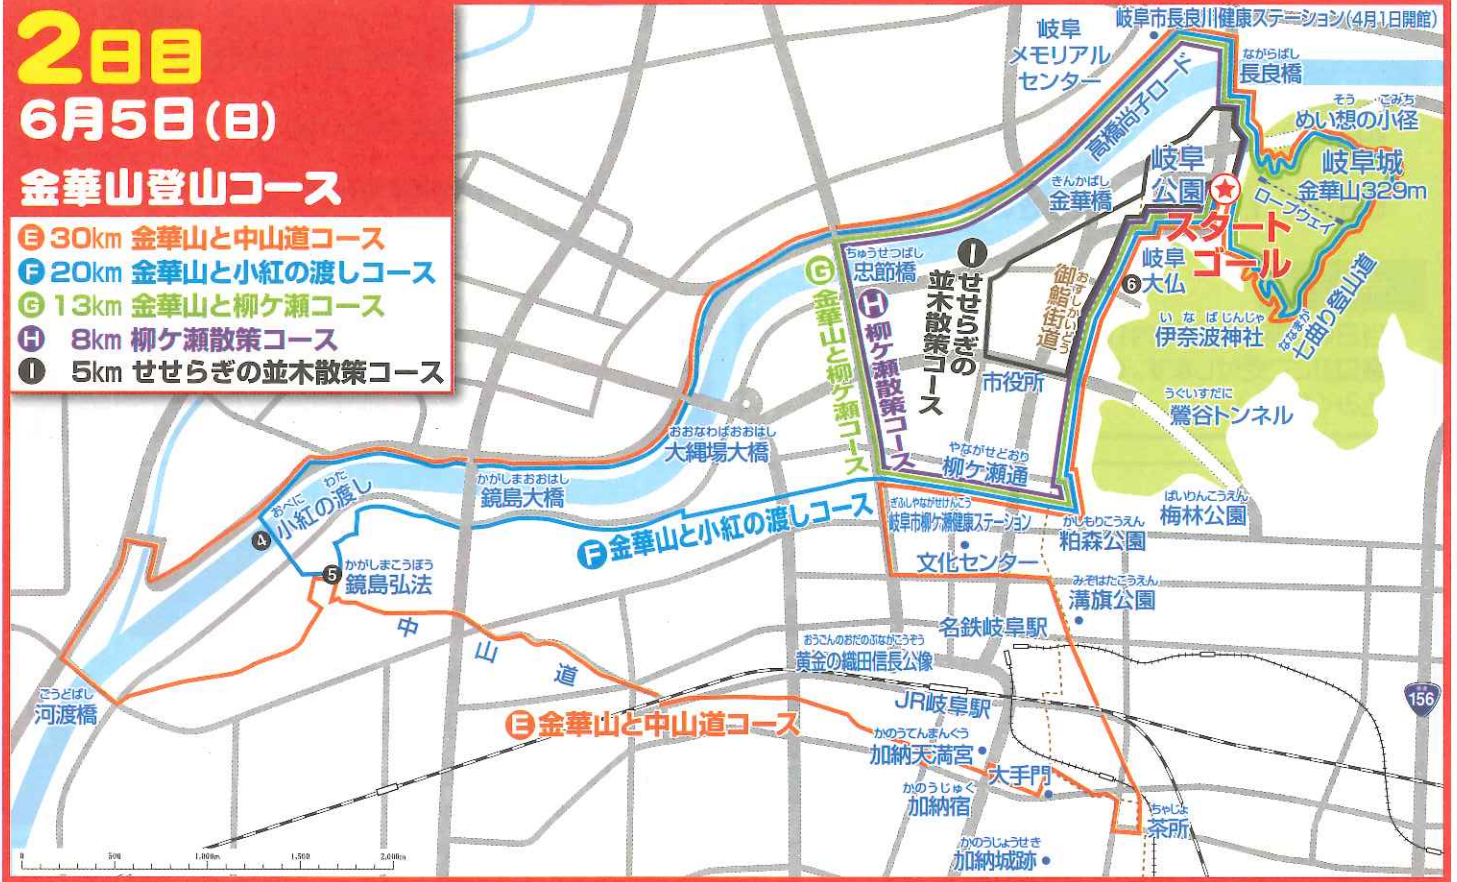 2日目
6月5日(日)
金華山登山コース
E 30km 金華山と中山道コース
F 20km 金華山と小紅の渡しコース
G 13km 金華山と柳ケ瀬コース
H 8km 柳ケ瀬散策コース
I 5km せせらぎの並木散策コース
岐阜市長良川健康ステーション(4月1日開館)
岐阜
メモリアル
センター
ながらばし
長良橋
高橋尚子ロード
そう こみち
めい想の小径
岐阜城
金華山329m
ロープウェイ
岐阜
公園
スタート
ゴール
きんかばし
金華橋
ちゅうせつばし
忠節橋
G 金華山と柳ケ瀬コース
H 柳ケ瀬散策コース
I せせらぎの
並木散策コース
おすしかいどう
御鮨街道
6
岐阜
大仏
いなばじんじゃ
伊奈波神社
ななまが
七曲り登山道
市役所
うぐいすだに
鶯谷トンネル
おおなわばおおはし
大縄場大橋
やながせどおり
柳ケ瀬通
かがしまおおはし
鏡島大橋
おべに わた
小紅の渡し
4
F 金華山と小紅の渡しコース
ぎふしやながせけんこう
岐阜市柳ケ瀬健康ステーション
かしもりこうえん
粕森公園
ばいりんこうえん
梅林公園
文化センター
5
かがしまこうぼう
鏡島弘法
みぞはたこうえん
溝旗公園
中山道
名鉄岐阜駅
おうごんのおだのぶながこうぞう
黄金の織田信長公像
ごうどばし
河渡橋
E 金華山と中山道コース
JR岐阜駅
156
かのうてんまんぐう
加納天満宮
大手門
かのうじゅく
加納宿
ちゃじょ
茶所
かのうじょうせき
加納城跡
0 500 1,000m 1,500 2,000m